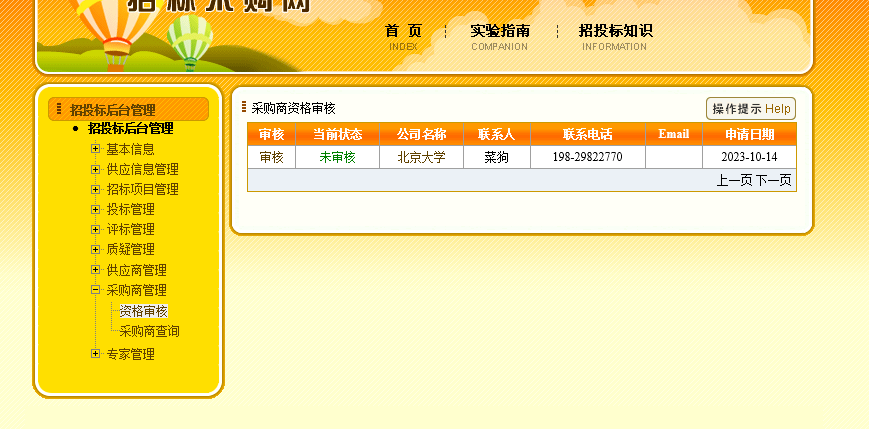 招标采购网
首 页
实验指南
招投标知识
INDEX
COMPANION
INFORMATION
招投标后台管理
招投标后台管理
基本信息
供应信息管理
招标项目管理
投标管理
评标管理
质疑管理
供应商管理
采购商管理
资格审核
采购商查询
专家管理
采购商资格审核
操作提示 Help
审核 当前状态 公司名称 联系人 联系电话 Email 申请日期
审核 未审核 北京大学 菜狗 198-29822770 2023-10-14
上一页 下一页